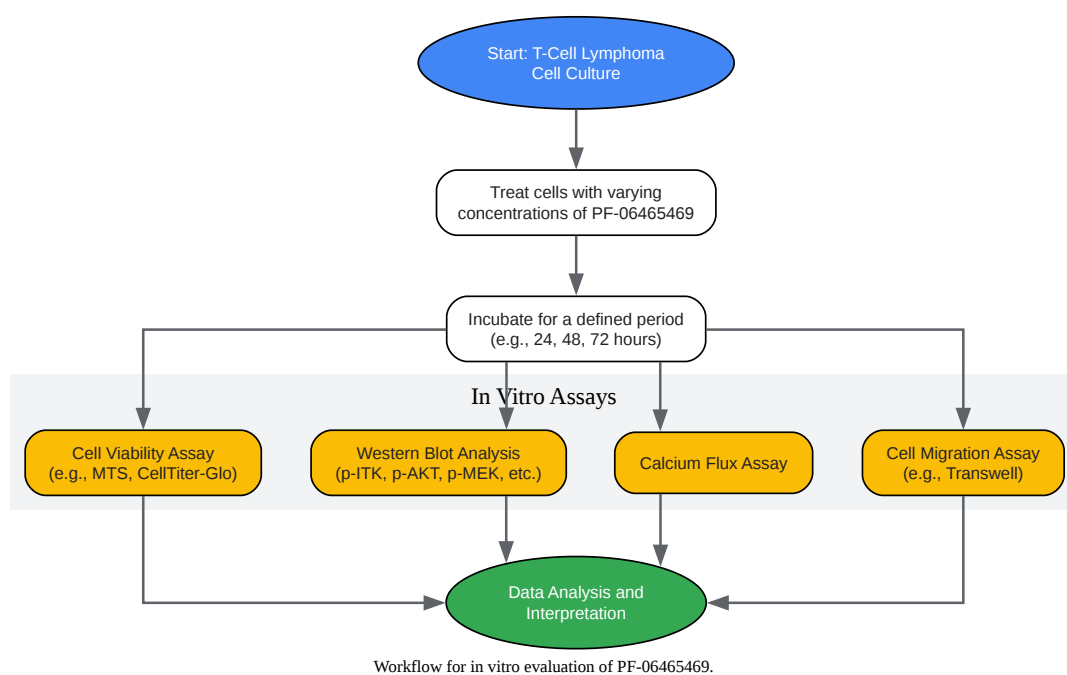 Start: T-Cell Lymphoma
Cell Culture
Treat cells with varying
concentrations of PF-06465469
Incubate for a defined period
(e.g., 24, 48, 72 hours)
In Vitro Assays
Cell Viability Assay
(e.g., MTS, CellTiter-Glo)
Western Blot Analysis
(p-ITK, p-AKT, p-MEK, etc.)
Calcium Flux Assay
Cell Migration Assay
(e.g., Transwell)
Data Analysis and
Interpretation
Workflow for in vitro evaluation of PF-06465469.